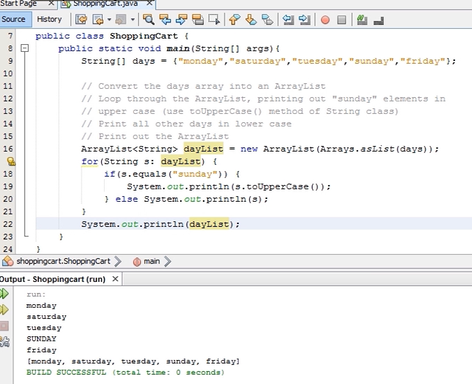 Start Page
ShoppingCart.java
Source History
7 public class ShoppingCart {
8 public static void main(String[] args){
9 String[] days = {"monday","saturday","tuesday","sunday","friday"};
10
11 // Convert the days array into an ArrayList
12 // Loop through the ArrayList, printing out "sunday" elements in
13 // upper case (use toUpperCase() method of String class)
14 // Print all other days in lower case
15 // Print out the ArrayList
16 ArrayList<String> dayList = new ArrayList(Arrays.asList(days));
for(String s: dayList) {
18 if(s.equals("sunday")) {
19 System.out.println(s.toUpperCase());
20 } else System.out.println(s);
21 }
22 System.out.println(dayList);
23 }
24 }
shoppingcart.ShoppingCart main
Output - Shoppingcart (run)
run:
monday
saturday
tuesday
SUNDAY
friday
[monday, saturday, tuesday, sunday, friday]
BUILD SUCCESSFUL (total time: 0 seconds)